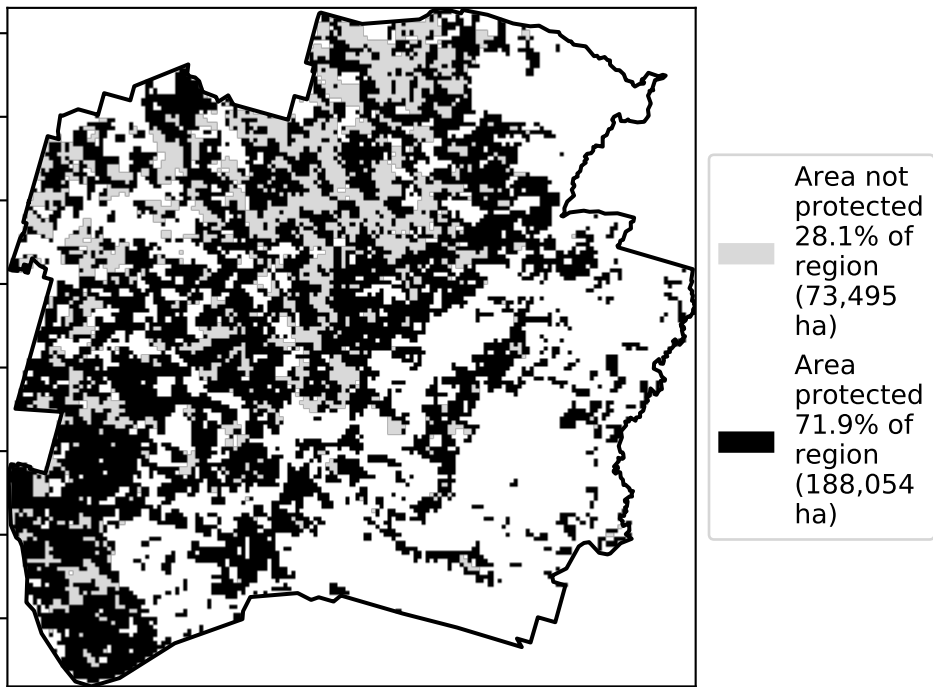 Area not
protected
28.1% of
region
(73,495
ha)
Area
protected
71.9% of
region
(188,054
ha)